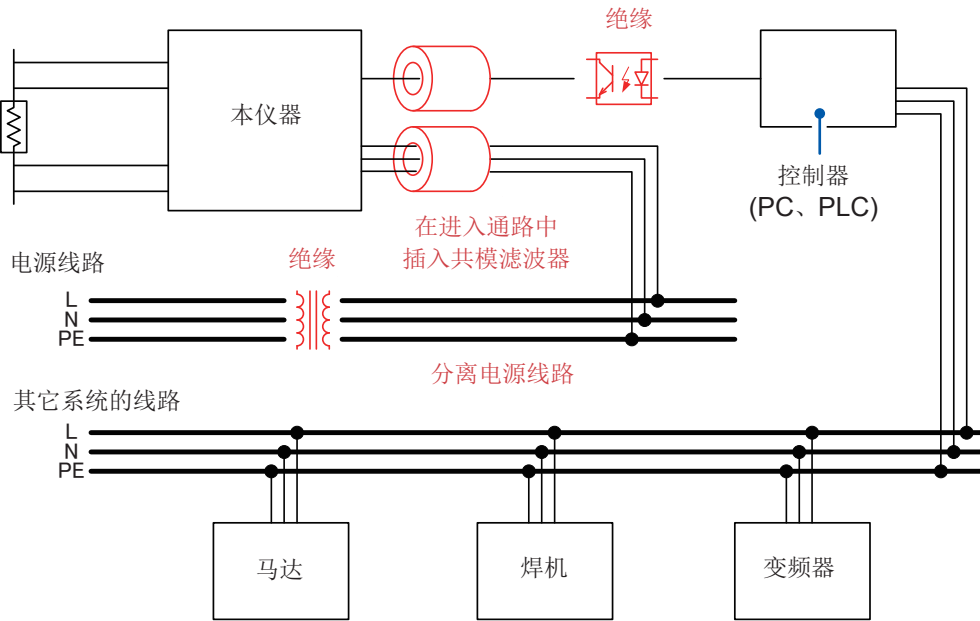 绝缘
本仪器
控制器
(PC、PLC)
在进入通路中
插入共模滤波器
电源线路
绝缘
L
N
PE
分离电源线路
其它系统的线路
L
N
PE
马达
焊机
变频器